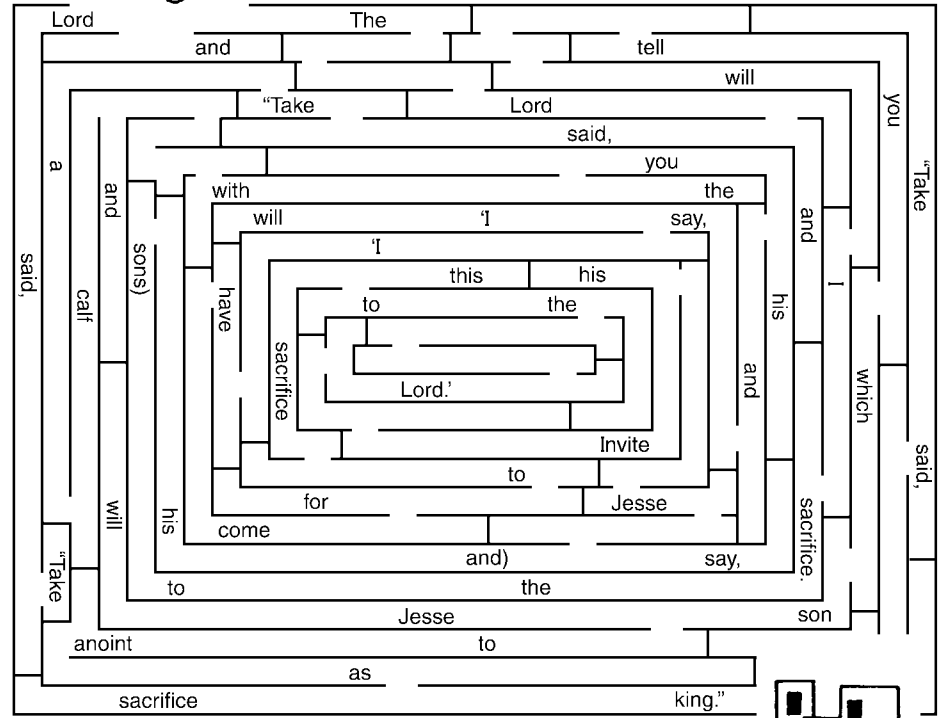 Lord The
and tell
will
“Take Lord
said,
you
with the
will ‘I say,
‘I
this his
to the
Lord.’
Invite
to
for Jesse
come
and) say,
to the
Jesse son
anoint to
as
sacrifice king.”
said,
a
calf
“Take
and
will
sons)
his
have
sacrifice
and
his
and
sacrifice.
I
which
you
“Take
said,